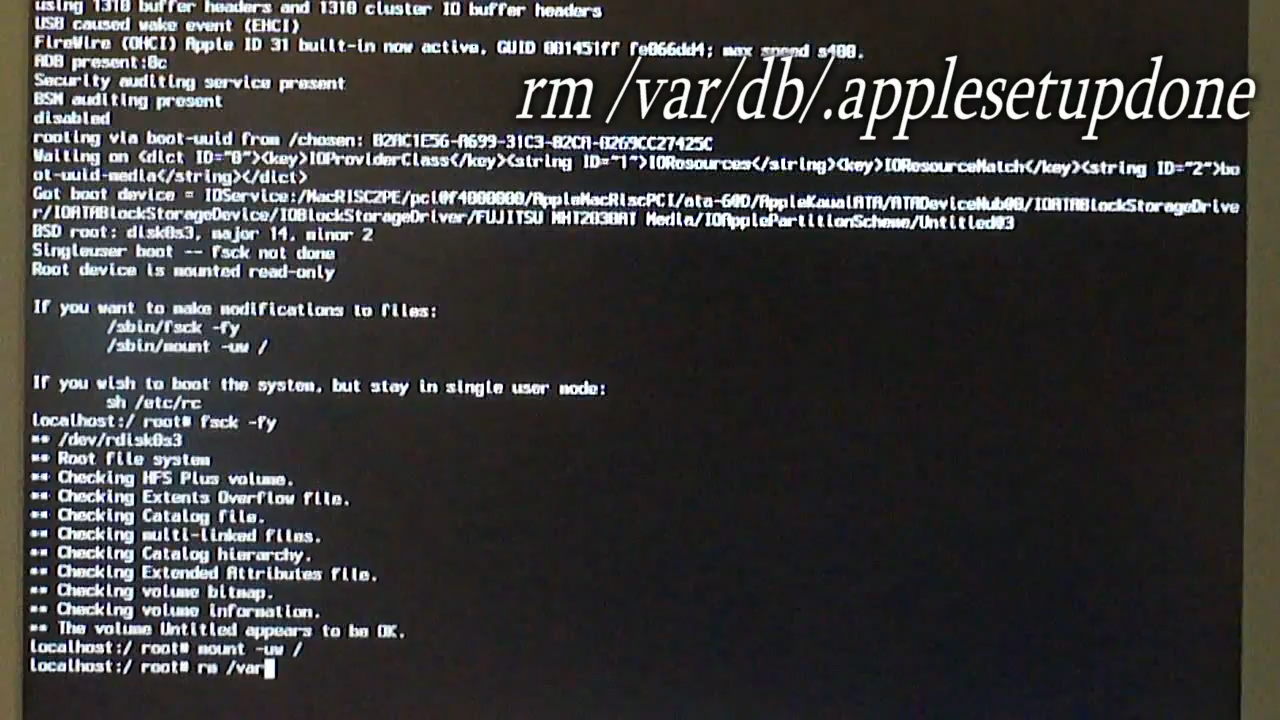 using 1310 buffer headers and 1310 cluster IO buffer headers
USB caused wake event (EHCI)
FireWire (OHCI) Apple ID 31 built-in now active, GUID 001451ff fe066dd4; max speed s400.
rm /var/db/.applesetupdone
ADB present:8c
Security auditing service present
BSM auditing present
disabled
rooting via boot-uuid from /chosen: B2AC1E56-A699-31C3-B2CA-0269CC27425C
Waiting on <dict ID="0"><key>IOProviderClass</key><string ID="1">IOResources</string><key>IOResourceMatch</key><string ID="2">bo
ot-uuid-media</string></dict>
Got boot device = IOService:/MacRISC2PE/pci@f4000000/AppleMacRiscPCI/ata-6@D/AppleKauaiATA/ATADeviceNub@0/IOATABlockStorageDrive
r/IOATABlockStorageDevice/IOBlockStorageDriver/FUJITSU MHT2030AT Media/IOApplePartitionScheme/Untitled@3
BSD root: disk0s3, major 14, minor 2
Singleuser boot -- fsck not done
Root device is mounted read-only
If you want to make modifications to files:
/sbin/fsck -fy
/sbin/mount -uw /
If you wish to boot the system, but stay in single user mode:
sh /etc/rc
localhost:/ root# fsck -fy
** /dev/rdisk0s3
** Root file system
** Checking HFS Plus volume.
** Checking Extents Overflow file.
** Checking Catalog file.
** Checking multi-linked files.
** Checking Catalog hierarchy.
** Checking Extended Attributes file.
** Checking volume bitmap.
** Checking volume information.
** The volume Untitled appears to be OK.
localhost:/ root# mount -uw /
localhost:/ root# rm /var